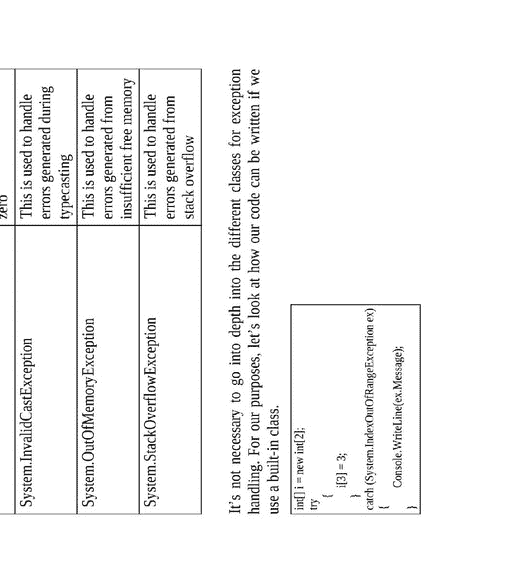 zero
System.InvalidCastException
This is used to handle
errors generated during
typecasting
System.OutOfMemoryException
This is used to handle
errors generated from
insufficient free memory
System.StackOverflowException
This is used to handle
errors generated from
stack overflow
It's not necessary to go into depth into the different classes for exception
handling. For our purposes, let's look at how our code can be written if we
use a built-in class.
int[] i = new int[2];
try
{
i[3] = 3;
}
catch (System.IndexOutOfRangeException ex)
{
Console.WriteLine(ex.Message);
}